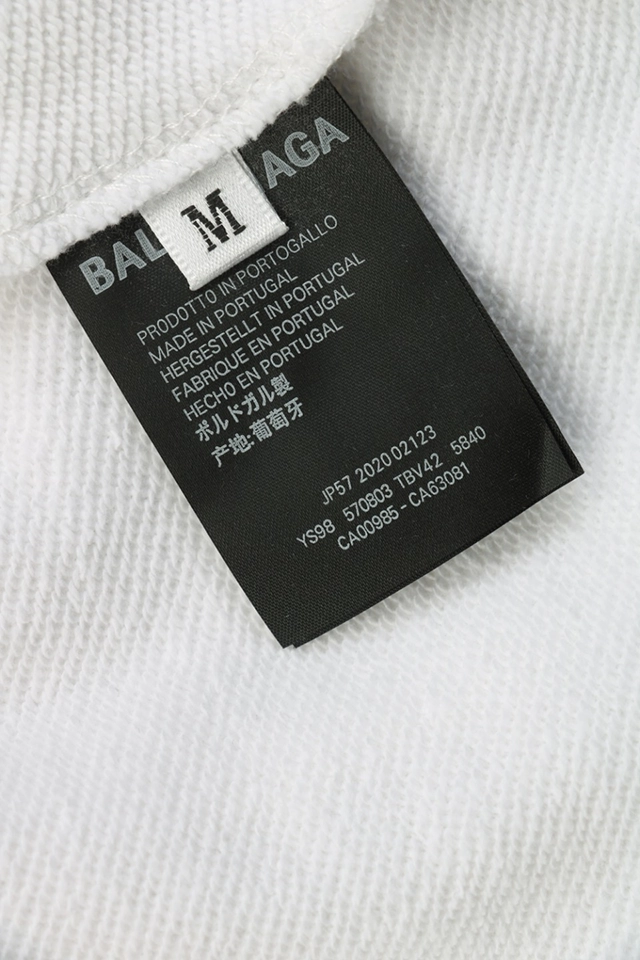 BAL AGA
M
PRODOTTO IN PORTOGALLO
MADE IN PORTUGAL
HERGESTELLT IN PORTUGAL
FABRIQUE EN PORTUGAL
HECHO EN PORTUGAL
ポルドガル製
产地:葡萄牙
JP57 2020 02123
YS98 570803 TBV42 5840
CA00985 - CA63081